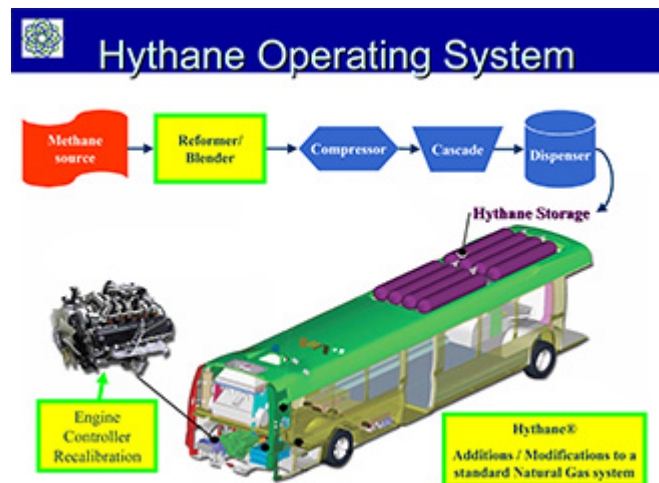 Hythane Operating System
Methane
source
Reformer/
Blender
Compressor
Cascade
Dispenser
Hythane Storage
Engine
Controller
Recalibration
Hythane®
Additions / Modifications to a
standard Natural Gas system